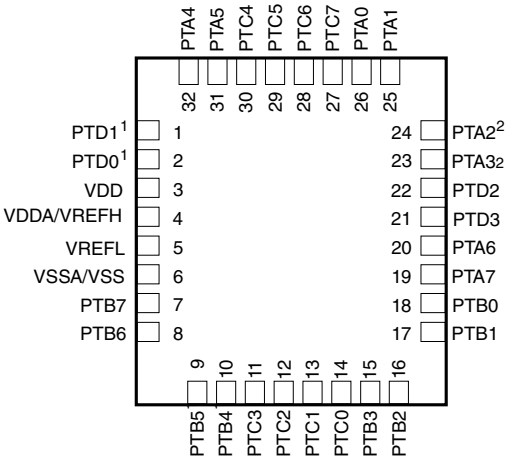 PTA4 PTA5 PTC4 PTC5 PTC6 PTC7 PTA0 PTA1
32 31 30 29 28 27 26 25
PTD1¹ 1 24 PTA2²
PTD0¹ 2 23 PTA32
VDD 3 22 PTD2
VDDA/VREFH 4 21 PTD3
VREFL 5 20 PTA6
VSSA/VSS 6 19 PTA7
PTB7 7 18 PTB0
PTB6 8 17 PTB1
9 10 11 12 13 14 15 16
PTB5 PTB4 PTC3 PTC2 PTC1 PTC0 PTB3 PTB2